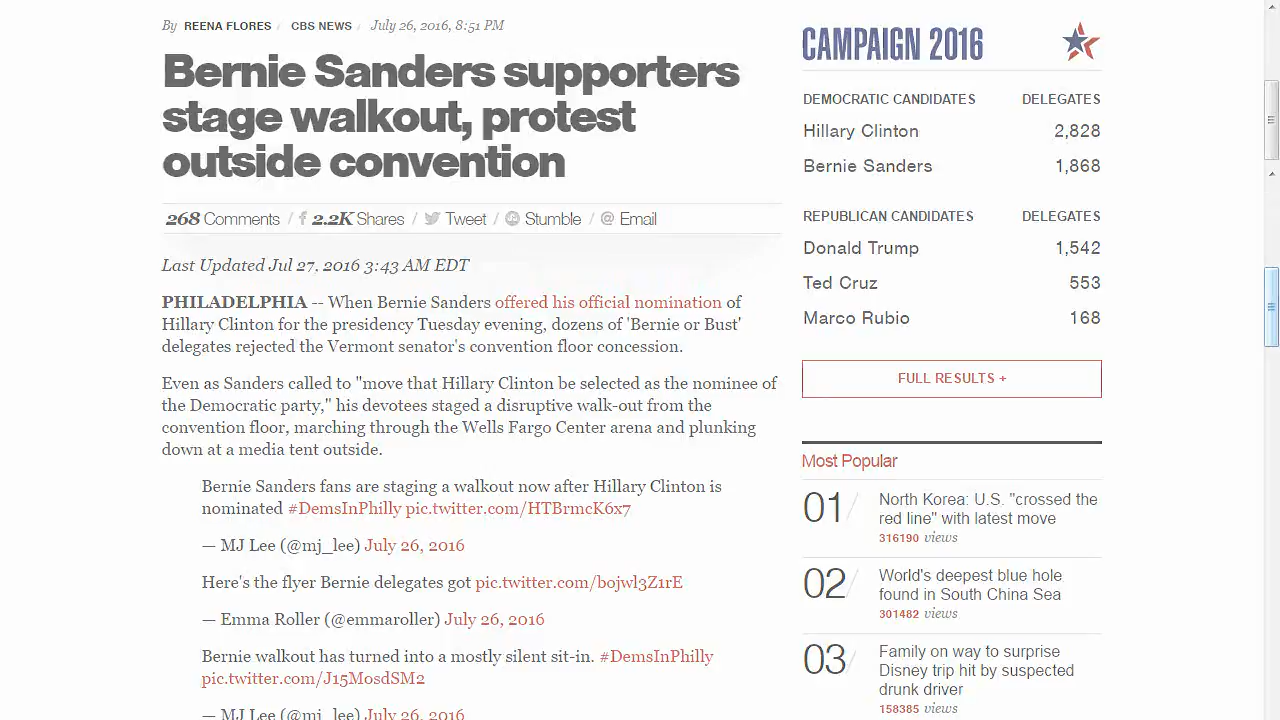 By REENA FLORES / CBS NEWS / July 26, 2016, 8:51 PM
Bernie Sanders supporters
stage walkout, protest
outside convention
268 Comments / 2.2K Shares / Tweet / Stumble / @ Email
Last Updated Jul 27, 2016 3:43 AM EDT
PHILADELPHIA -- When Bernie Sanders offered his official nomination of
Hillary Clinton for the presidency Tuesday evening, dozens of 'Bernie or Bust'
delegates rejected the Vermont senator's convention floor concession.
Even as Sanders called to "move that Hillary Clinton be selected as the nominee of
the Democratic party," his devotees staged a disruptive walk-out from the
convention floor, marching through the Wells Fargo Center arena and plunking
down at a media tent outside.
Bernie Sanders fans are staging a walkout now after Hillary Clinton is
nominated #DemsInPhilly pic.twitter.com/HTBrmcK6x7
— MJ Lee (@mj_lee) July 26, 2016
Here's the flyer Bernie delegates got pic.twitter.com/bojwl3Z1rE
— Emma Roller (@emmaroller) July 26, 2016
Bernie walkout has turned into a mostly silent sit-in. #DemsInPhilly
pic.twitter.com/J15MosdSM2
— MJ Lee (@mj_lee) July 26, 2016
CAMPAIGN 2016
DEMOCRATIC CANDIDATES DELEGATES
Hillary Clinton 2,828
Bernie Sanders 1,868
REPUBLICAN CANDIDATES DELEGATES
Donald Trump 1,542
Ted Cruz 553
Marco Rubio 168
FULL RESULTS +
Most Popular
01/ North Korea: U.S. "crossed the
red line" with latest move
316190 views
02/ World's deepest blue hole
found in South China Sea
301482 views
03/ Family on way to surprise
Disney trip hit by suspected
drunk driver
158385 views